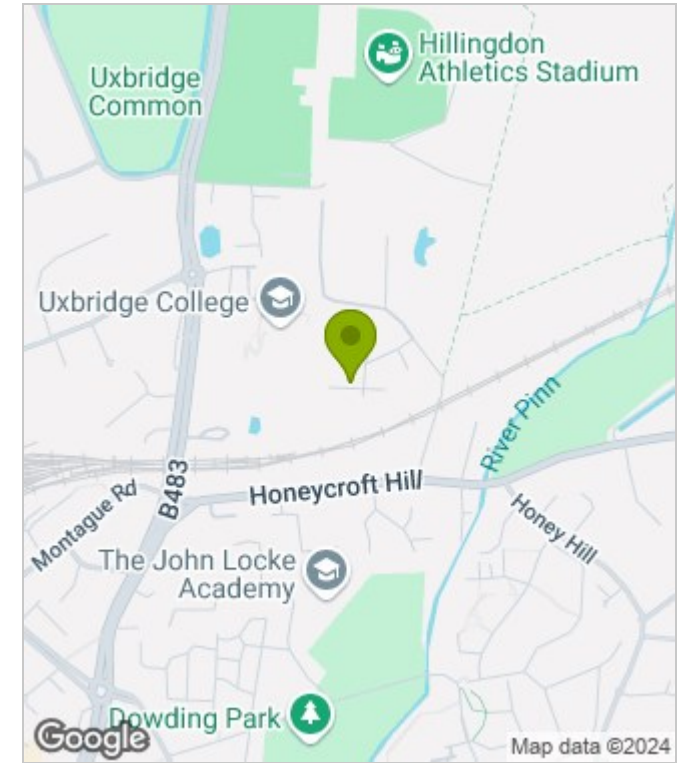 Hillingdon
Athletics Stadium
Uxbridge
Common
Uxbridge College
River Pinn
B483
Honeycroft Hill
Montague Rd
Honey Hill
The John Locke
Academy
Dowding Park
Google
Map data ©2024